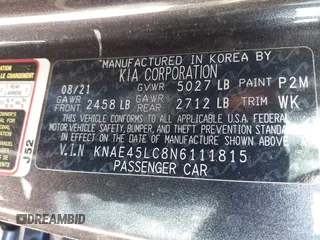 MANUFACTURED IN KOREA BY
KIA CORPORATION
08/21 GVWR 5027 LB PAINT P2M
GAWR FRONT 2458 LB GAWR REAR 2712 LB TRIM WK
THIS VEHICLE CONFORMS TO ALL APPLICABLE U.S.A. FEDERAL
MOTOR VEHICLE SAFETY, BUMPER, AND THEFT PREVENTION
STANDARDS IN EFFECT ON THE DATE OF MANUFACTURE SHOWN ABOVE
V.I.N KNAE45LC8N6111815
PASSENGER CAR
J52
DREAMBID